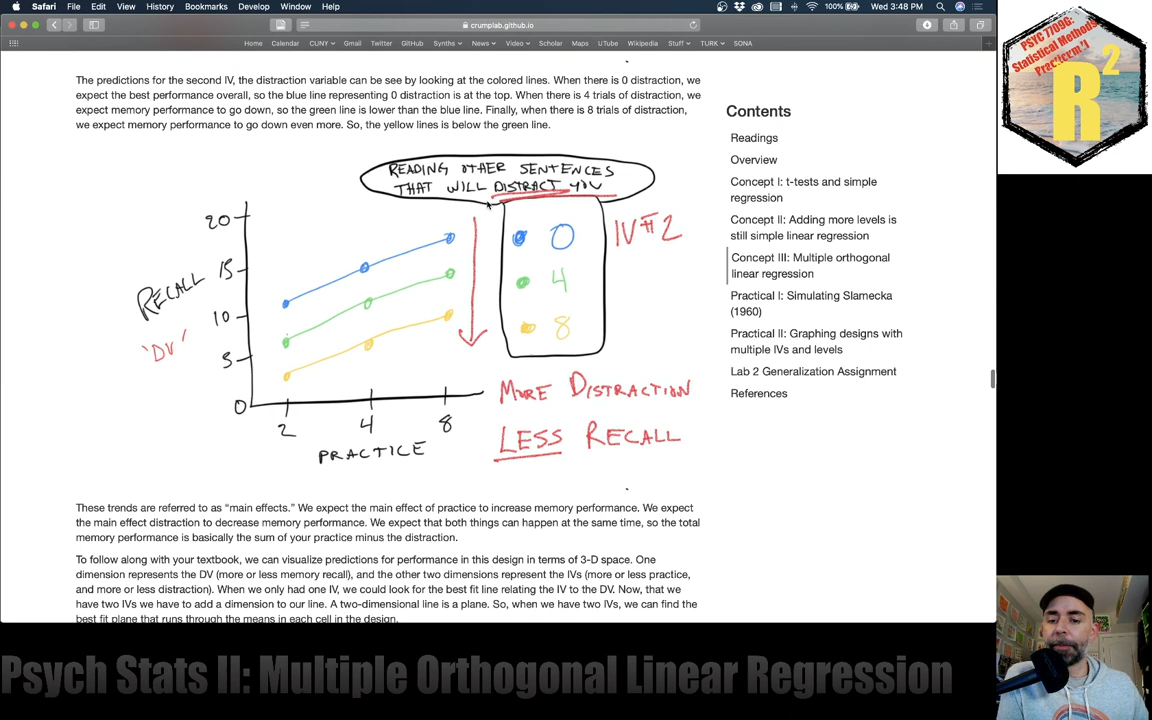 Safari File Edit View History Bookmarks Develop Window Help
100% Wed 3:48 PM
crumplab.github.io
Home Calendar CUNY Gmail Twitter GitHub Synths News Video Scholar Maps UTube Wikipedia Stuff TURK SONA
PSYC 7709G:
Statistical Methods
Practicum I
R2
The predictions for the second IV, the distraction variable can be see by looking at the colored lines. When there is 0 distraction, we
expect the best performance overall, so the blue line representing 0 distraction is at the top. When there is 4 trials of distraction, we
expect memory performance to go down, so the green line is lower than the blue line. Finally, when there is 8 trials of distraction,
we expect memory performance to go down even more. So, the yellow lines is below the green line.
READING OTHER SENTENCES
THAT WILL DISTRACT YOU
20
15
10
5
0
RECALL
'DV'
2 4 8
PRACTICE
0
4
8
IV #2
MORE DISTRACTION
LESS RECALL
Contents
Readings
Overview
Concept I: t-tests and simple
regression
Concept II: Adding more levels is
still simple linear regression
Concept III: Multiple orthogonal
linear regression
Practical I: Simulating Slamecka
(1960)
Practical II: Graphing designs with
multiple IVs and levels
Lab 2 Generalization Assignment
References
These trends are referred to as “main effects.” We expect the main effect of practice to increase memory performance. We expect
the main effect distraction to decrease memory performance. We expect that both things can happen at the same time, so the total
memory performance is basically the sum of your practice minus the distraction.
To follow along with your textbook, we can visualize predictions for performance in this design in terms of 3-D space. One
dimension represents the DV (more or less memory recall), and the other two dimensions represent the IVs (more or less practice,
and more or less distraction). When we only had one IV, we could look for the best fit line relating the IV to the DV. Now, that we
have two IVs we have to add a dimension to our line. A two-dimensional line is a plane. So, when we have two IVs, we can find the
best fit plane that runs through the means in each cell in the design.
Psych Stats II: Multiple Orthogonal Linear Regression